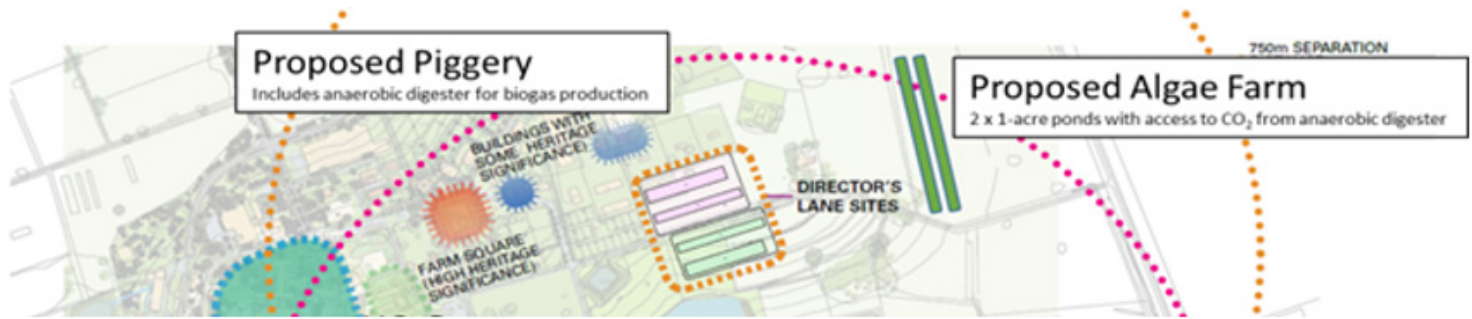 Proposed Piggery
Includes anaerobic digester for biogas production
750m SEPARATION
Proposed Algae Farm
2 x 1-acre ponds with access to CO₂ from anaerobic digester
BUILDINGS WITH
SOME HERITAGE
SIGNIFICANCE)
DIRECTOR'S
LANE SITES
FARM SQUARE
(HIGH HERITAGE
SIGNIFICANCE)